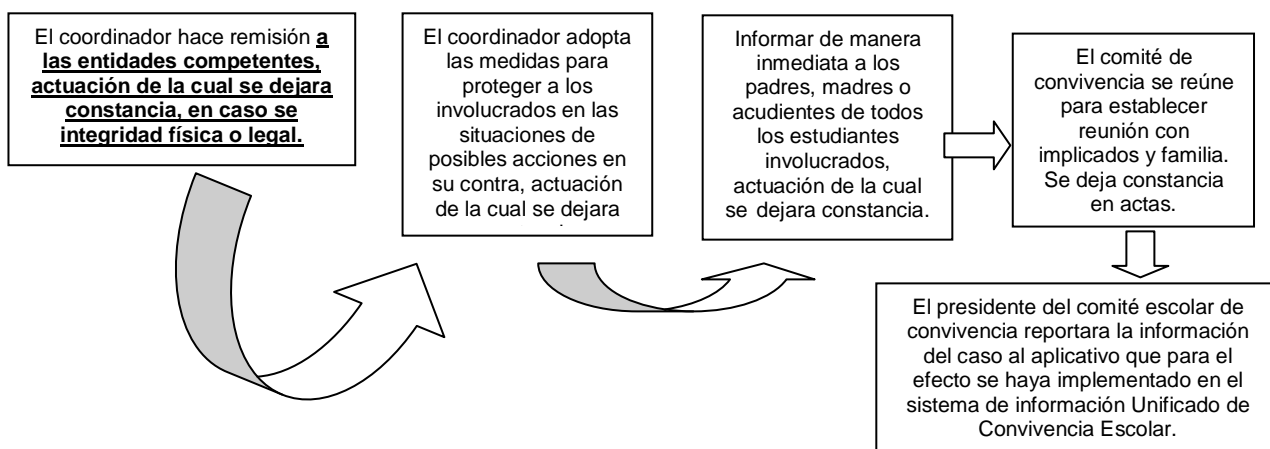 El coordinador hace remisión a
las entidades competentes,
actuación de la cual se dejara
constancia, en caso se
integridad física o legal.
El coordinador adopta
las medidas para
proteger a los
involucrados en las
situaciones de
posibles acciones en
su contra, actuación
de la cual se dejara
Informar de manera
inmediata a los
padres, madres o
acudientes de todos
los estudiantes
involucrados,
actuación de la cual
se dejara constancia.
El comité de
convivencia se reúne
para establecer
reunión con
implicados y familia.
Se deja constancia
en actas.
El presidente del comité escolar de
convivencia reportara la información
del caso al aplicativo que para el
efecto se haya implementado en el
sistema de información Unificado de
Convivencia Escolar.